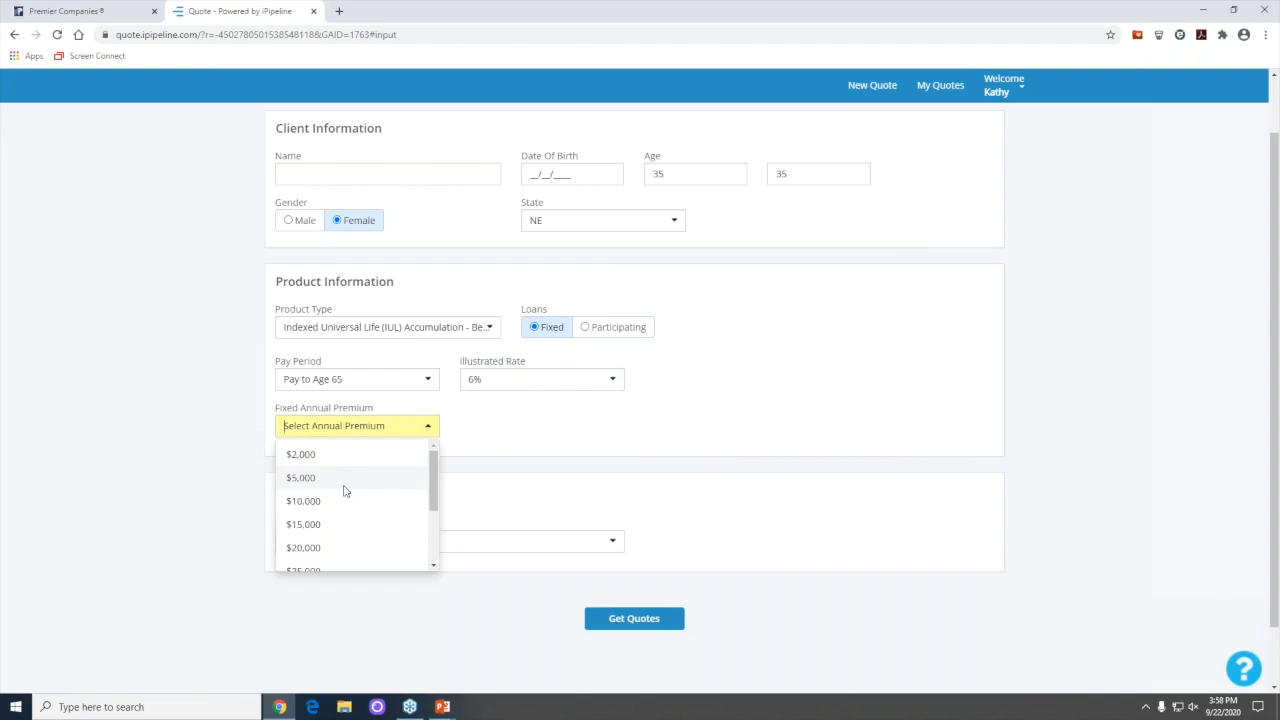 Premier Companies®
Quote - Powered by iPipeline
quote.ipipeline.com/?r=-4502780501538548118&GAID=1763#input
Apps
Screen Connect
New Quote
My Quotes
Welcome
Kathy
Client Information
Name
Date Of Birth
Age
__/__/____
35
35
Gender
State
Male
Female
NE
Product Information
Product Type
Loans
Indexed Universal Life (IUL) Accumulation - Be...
Fixed
Participating
Pay Period
Illustrated Rate
Pay to Age 65
6%
Fixed Annual Premium
Select Annual Premium
$2,000
$5,000
$10,000
$15,000
$20,000
$25,000
Get Quotes
?
Type here to search
3:58 PM
9/22/2020